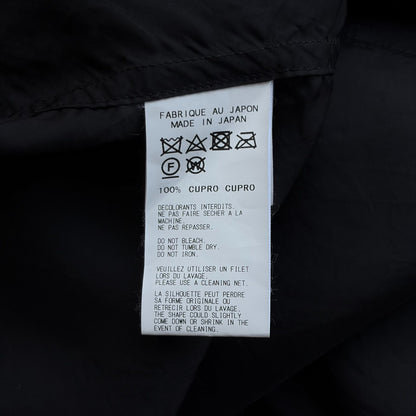 FABRIQUE AU JAPON
MADE IN JAPAN
F W
100% CUPRO CUPRO
DECOLORANTS INTERDITS.
NE PAS FAIRE SECHER A LA
MACHINE.
NE PAS REPASSER.
DO NOT BLEACH.
DO NOT TUMBLE DRY.
DO NOT IRON.
VEUILLEZ UTILISER UN FILET
LORS DU LAVAGE.
PLEASE USE A CLEANING NET.
LA SILHOUETTE PEUT PERDRE
SA FORME ORIGINALE OU
RETRECIR LORS DU LAVAGE.
THE SHAPE COULD SLIGHTLY
COME DOWN OR SHRINK IN THE
EVENT OF CLEANING.